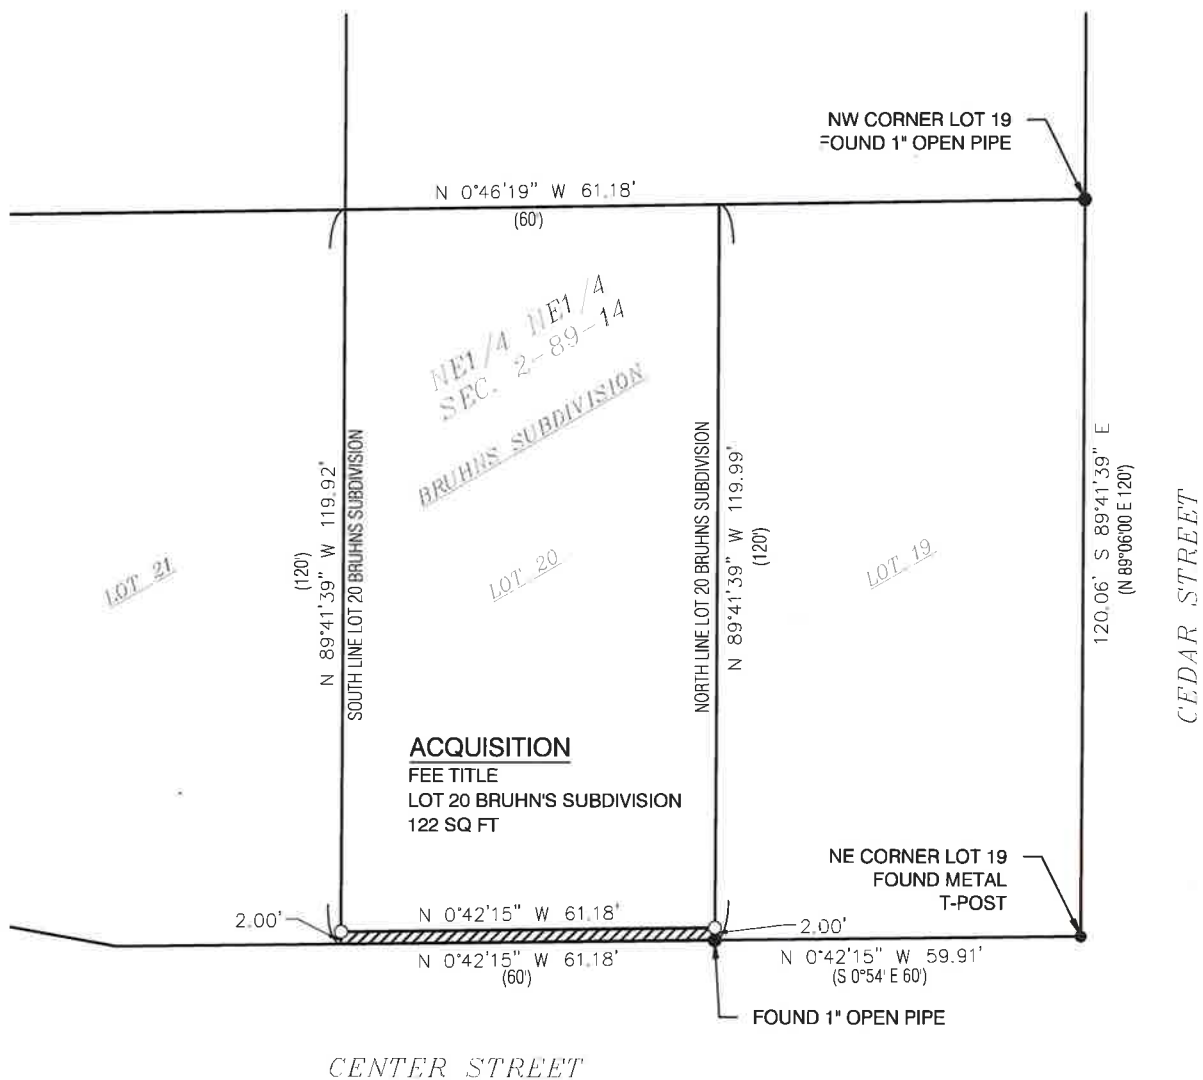 NW CORNER LOT 19
FOUND 1" OPEN PIPE
N 0°46'19" W 61.18'
(60')
NE1/4 NE1/4
SEC. 2-89-14
BRUHNS SUBDIVISION
N 89°41'39" W 119.92'
(120')
SOUTH LINE LOT 20 BRUHNS SUBDIVISION
NORTH LINE LOT 20 BRUHNS SUBDIVISION
N 89°41'39" W 119.99'
(120')
120.06' S 89°41'39" E
(N 89°06'00 E 120')
CEDAR STREET
LOT 21
LOT 20
LOT 19
ACQUISITION
FEE TITLE
LOT 20 BRUHN'S SUBDIVISION
122 SQ FT
NE CORNER LOT 19
FOUND METAL
T-POST
2.00'
N 0°42'15" W 61.18'
2.00'
N 0°42'15" W 61.18'
(60')
N 0°42'15" W 59.91'
(S 0°54' E 60')
FOUND 1" OPEN PIPE
CENTER STREET